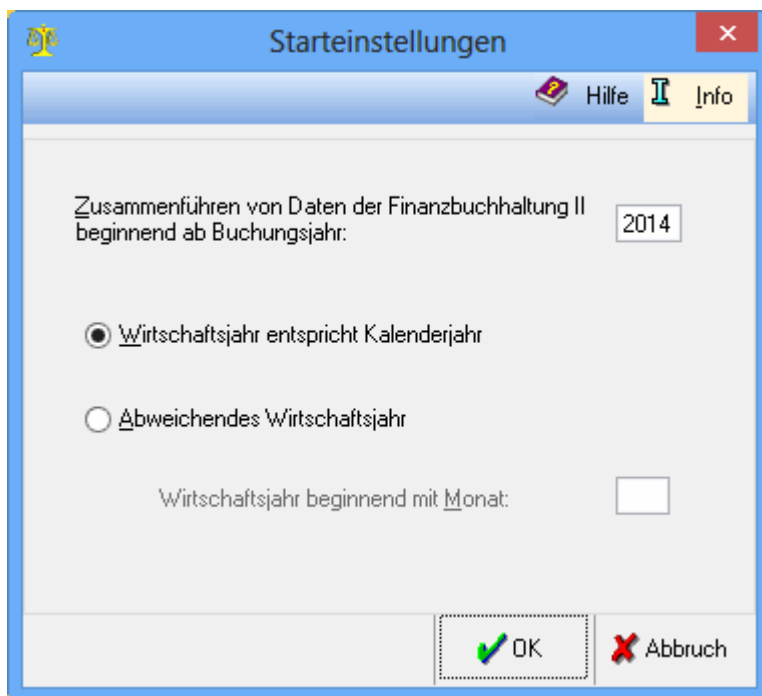 Starteinstellungen
Hilfe Info
Zusammenführen von Daten der Finanzbuchhaltung II
beginnend ab Buchungsjahr:
2014
Wirtschaftsjahr entspricht Kalenderjahr
Abweichendes Wirtschaftsjahr
Wirtschaftsjahr beginnend mit Monat:
OK Abbruch